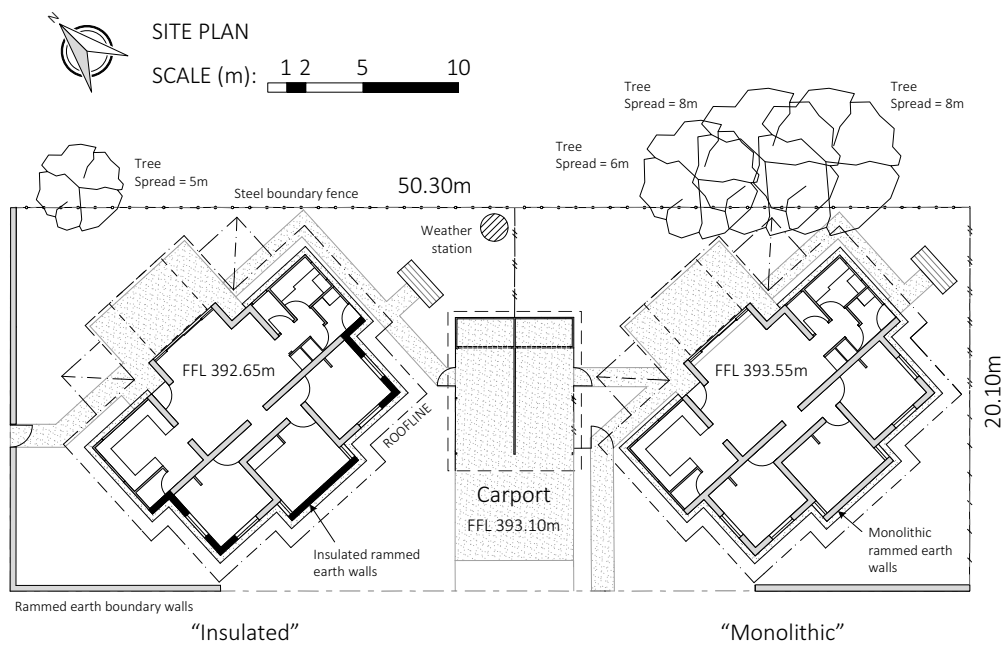 N
SITE PLAN
SCALE (m):
1 2 5 10
Tree
Spread = 8m
Tree
Spread = 8m
Tree
Spread = 6m
Tree
Spread = 5m
Steel boundary fence
50.30m
Weather
station
FFL 392.65m
FFL 393.55m
20.10m
ROOFLINE
Carport
FFL 393.10m
Insulated rammed
earth walls
Monolithic
rammed earth
walls
Rammed earth boundary walls
“Insulated”
“Monolithic”